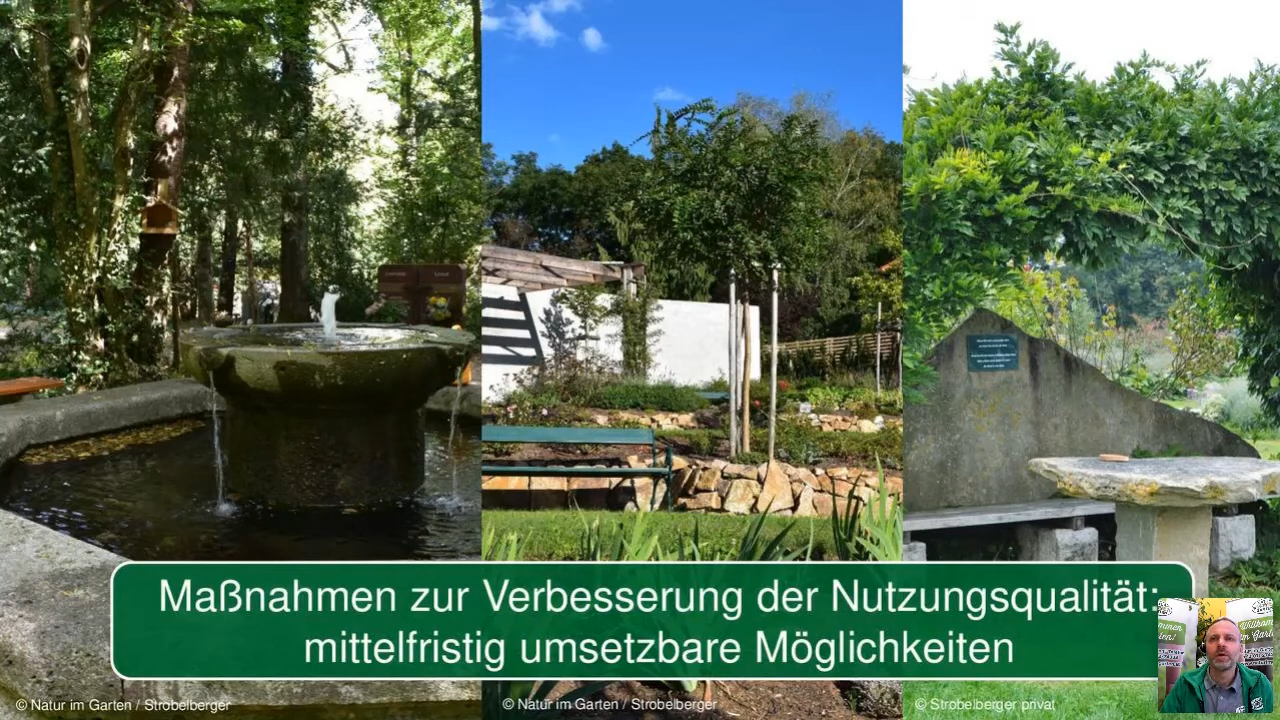 Maßnahmen zur Verbesserung der Nutzungsqualität:
mittelfristig umsetzbare Möglichkeiten
© Natur im Garten / Strobelberger
© Natur im Garten / Strobelberger
© Strobelberger privat